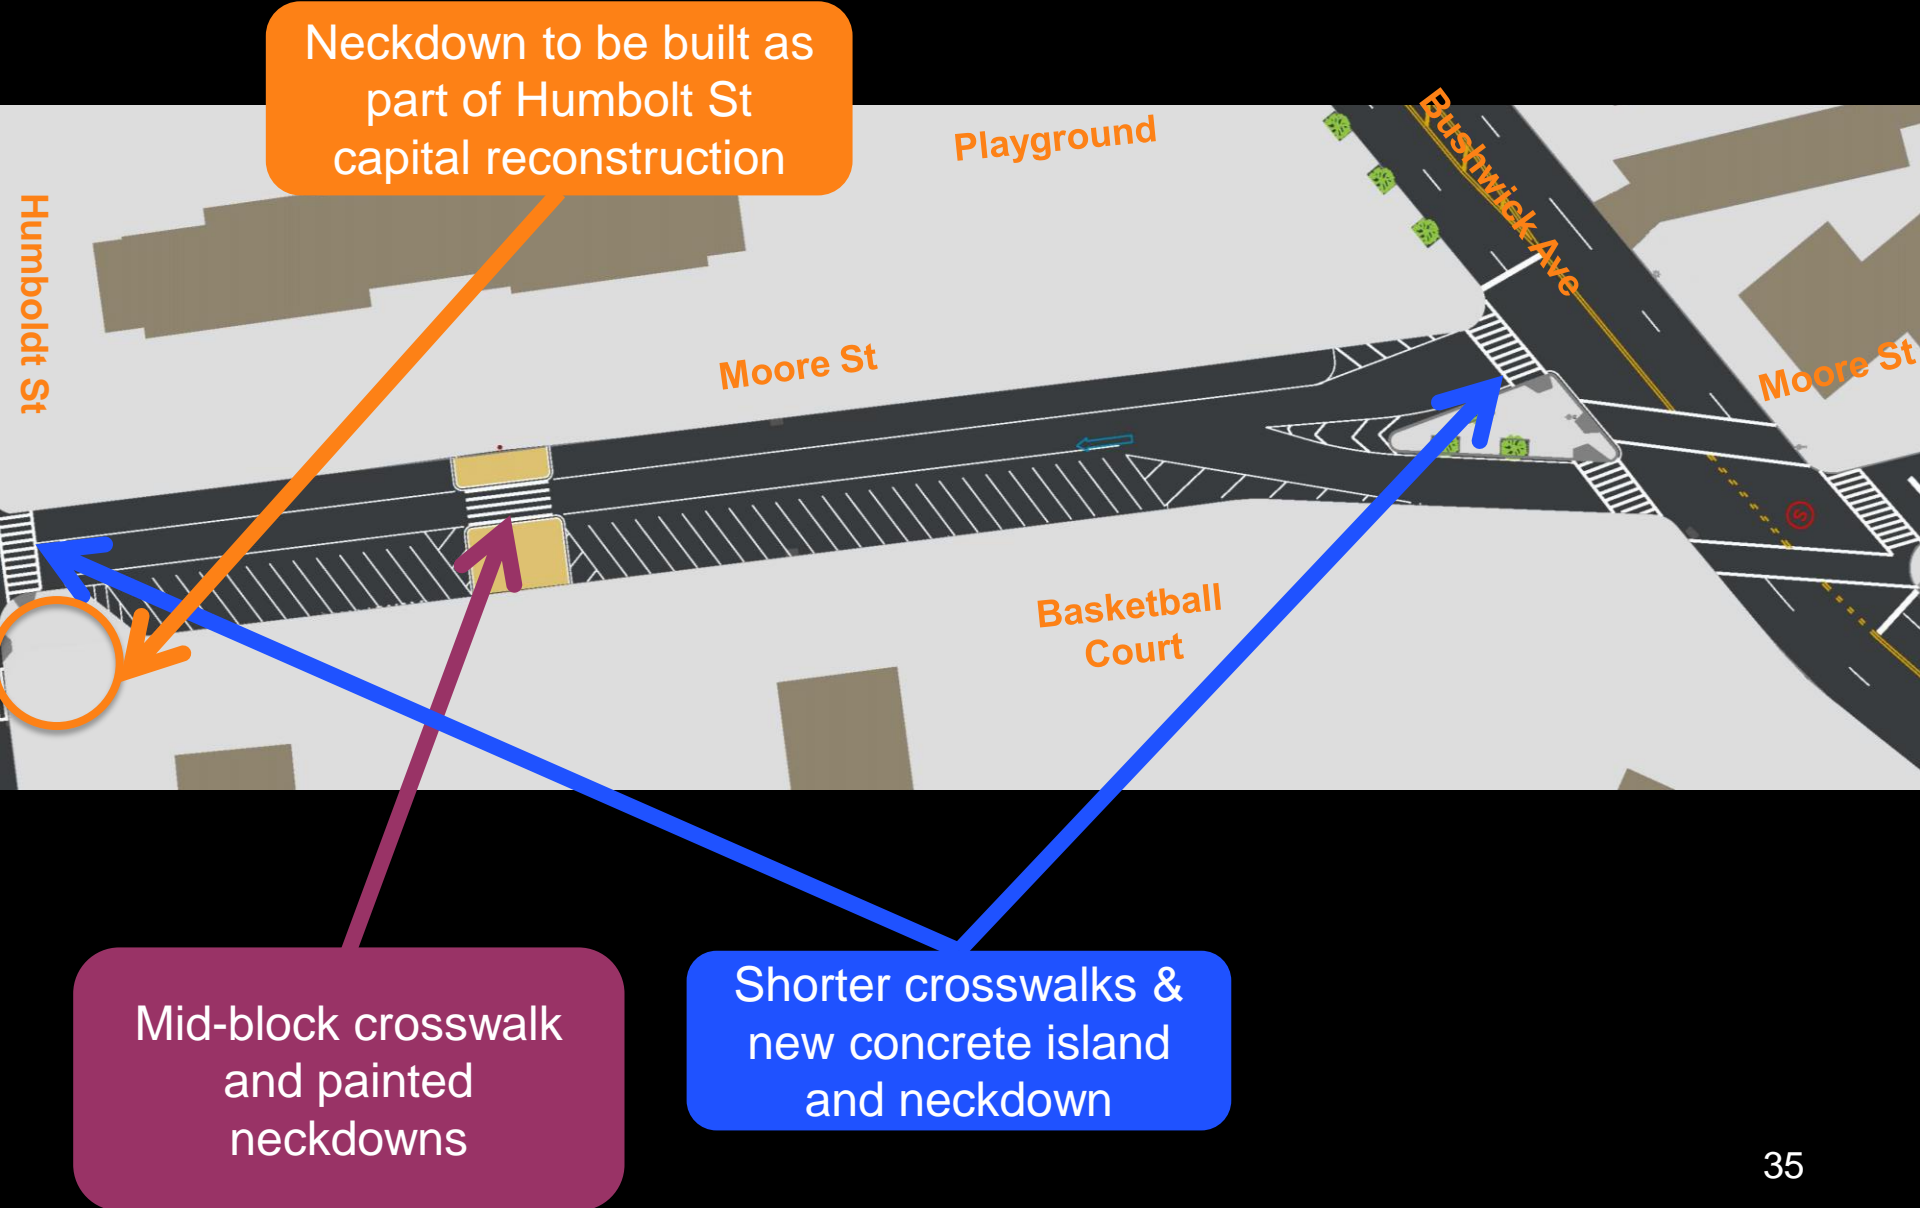 Neckdown to be built as
part of Humbolt St
capital reconstruction
Playground
Bushwick Ave
Humboldt St
Moore St
Moore St
Basketball
Court
Mid-block crosswalk
and painted
neckdowns
Shorter crosswalks &
new concrete island
and neckdown
35